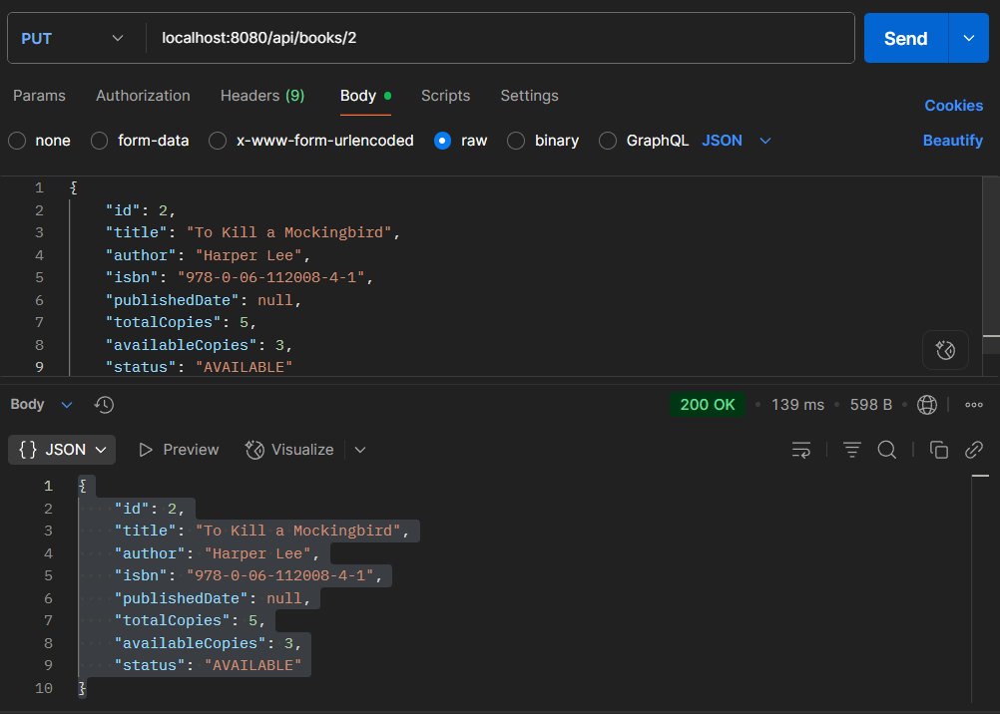 PUT localhost:8080/api/books/2 Send
Params Authorization Headers (9) Body Scripts Settings Cookies
none form-data x-www-form-urlencoded raw binary GraphQL JSON Beautify
1 {
2 "id": 2,
3 "title": "To Kill a Mockingbird",
4 "author": "Harper Lee",
5 "isbn": "978-0-06-112008-4-1",
6 "publishedDate": null,
7 "totalCopies": 5,
8 "availableCopies": 3,
9 "status": "AVAILABLE"
Body 200 OK • 139 ms • 598 B •
{} JSON Preview Visualize
1 {
2 "id": 2,
3 "title": "To Kill a Mockingbird",
4 "author": "Harper Lee",
5 "isbn": "978-0-06-112008-4-1",
6 "publishedDate": null,
7 "totalCopies": 5,
8 "availableCopies": 3,
9 "status": "AVAILABLE"
10 }